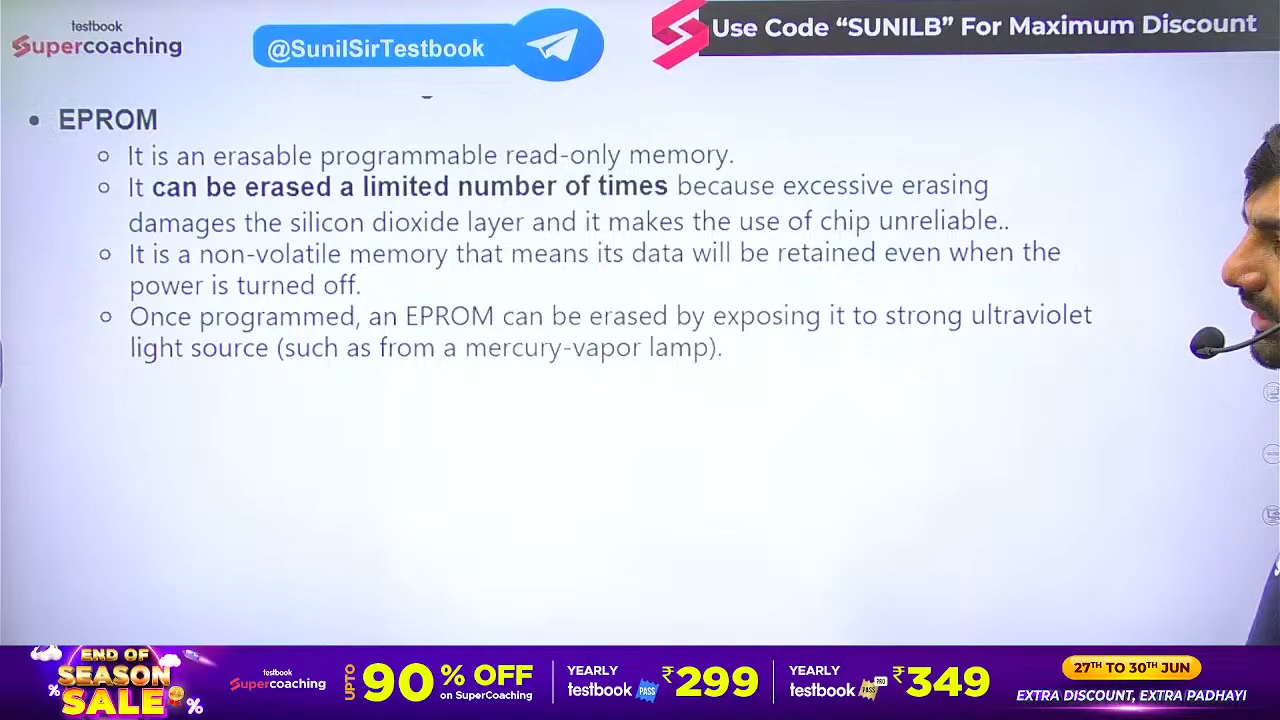 testbook
Supercoaching
@SunilSirTestbook
Use Code “SUNILB” For Maximum Discount
• EPROM
○ It is an erasable programmable read-only memory.
○ It can be erased a limited number of times because excessive erasing
damages the silicon dioxide layer and it makes the use of chip unreliable..
○ It is a non-volatile memory that means its data will be retained even when the
power is turned off.
○ Once programmed, an EPROM can be erased by exposing it to strong ultraviolet
light source (such as from a mercury-vapor lamp).
END OF
SEASON
SALE
testbook
Supercoaching
UPTO 90% OFF
on SuperCoaching
YEARLY
testbook PASS ₹299
YEARLY
testbook PASS PRO ₹349
27TH TO 30TH JUN
EXTRA DISCOUNT, EXTRA PADHAYI